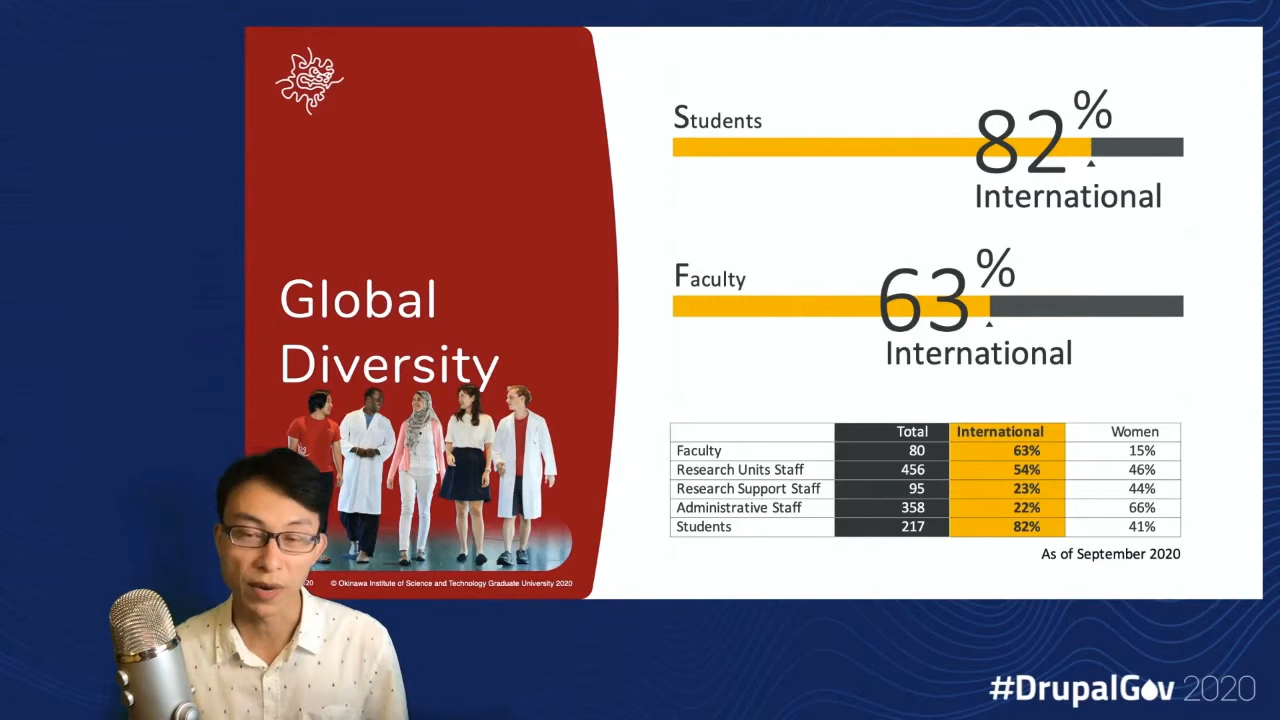 Global
Diversity
20 © Okinawa Institute of Science and Technology Graduate University 2020
Students
82%
International
Faculty
63%
International
Total International Women
Faculty 80 63% 15%
Research Units Staff 456 54% 46%
Research Support Staff 95 23% 44%
Administrative Staff 358 22% 66%
Students 217 82% 41%
As of September 2020
#DrupalGov 2020